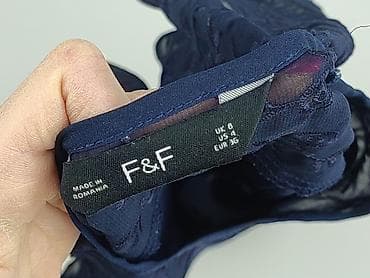 F&F
UK 8
US 4
EUR 36
MADE IN
ROMANIA